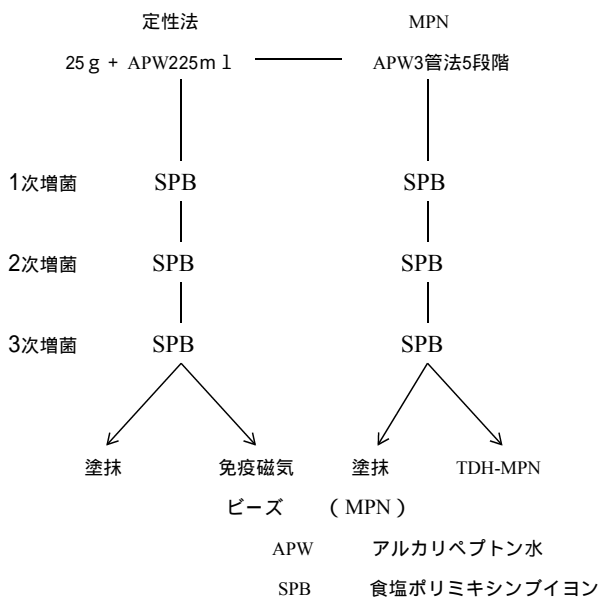 定性法 MPN
25ｇ + APW225mｌ APW3管法5段階
1次増菌 SPB SPB
2次増菌 SPB SPB
3次増菌 SPB SPB
塗抹 免疫磁気 塗抹 TDH-MPN
ビーズ （MPN）
APW アルカリペプトン水
SPB 食塩ポリミキシンブイヨン